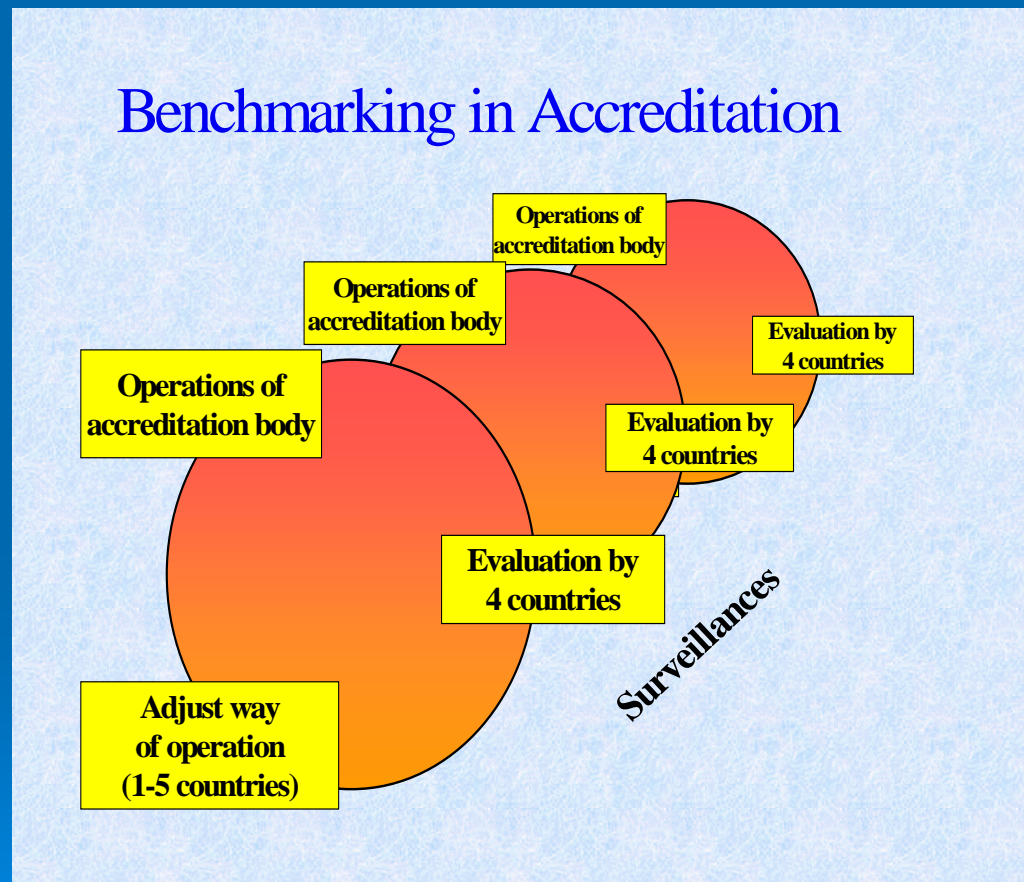 Benchmarking in Accreditation
Operations of
accreditation body
Operations of
accreditation body
Evaluation by
4 countries
Operations of
accreditation body
Evaluation by
4 countries
Evaluation by
4 countries
Surveillances
Adjust way
of operation
(1-5 countries)